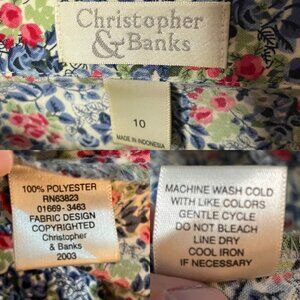 Christopher
& Banks
10
MADE IN INDONESIA
100% POLYESTER
RN63823
01669 - 3463
FABRIC DESIGN
COPYRIGHTED
Christopher
& Banks
2003
MACHINE WASH COLD
WITH LIKE COLORS
GENTLE CYCLE
DO NOT BLEACH
LINE DRY
COOL IRON
IF NECESSARY